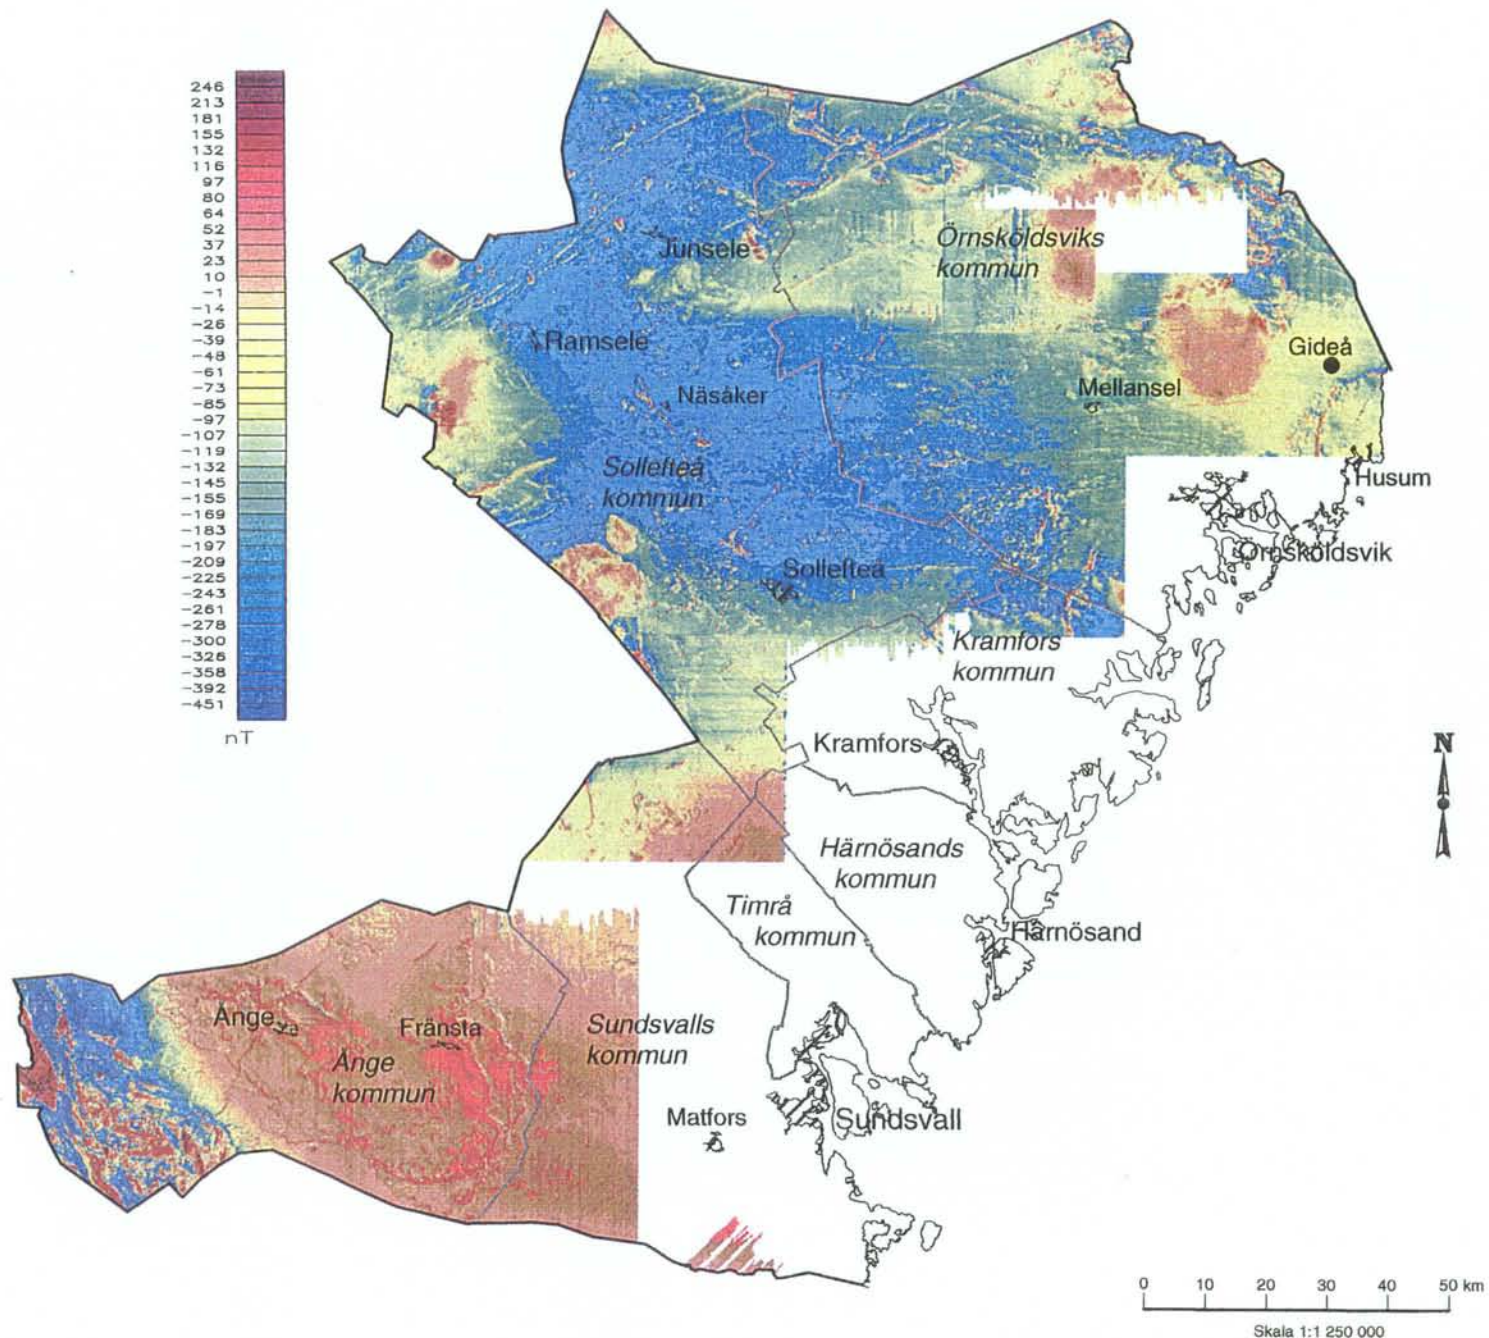 246
213
181
155
132
116
97
80
64
52
37
23
10
-1
-14
-26
-39
-48
-61
-73
-85
-97
-107
-119
-132
-145
-155
-169
-183
-197
-209
-225
-243
-261
-278
-300
-326
-358
-392
-451
nT
Junsele
Örnsköldsviks
kommun
Ramsele
Gideå
Näsåker
Mellansel
Sollefteå
kommun
Husum
Örnsköldsvik
Sollefteå
Kramfors
kommun
Kramfors
N
Härnösands
kommun
Timrå
kommun
Härnösand
Ånge
Fränsta
Ånge
kommun
Sundsvalls
kommun
Matfors
Sundsvall
0 10 20 30 40 50 km
Skala 1:1 250 000